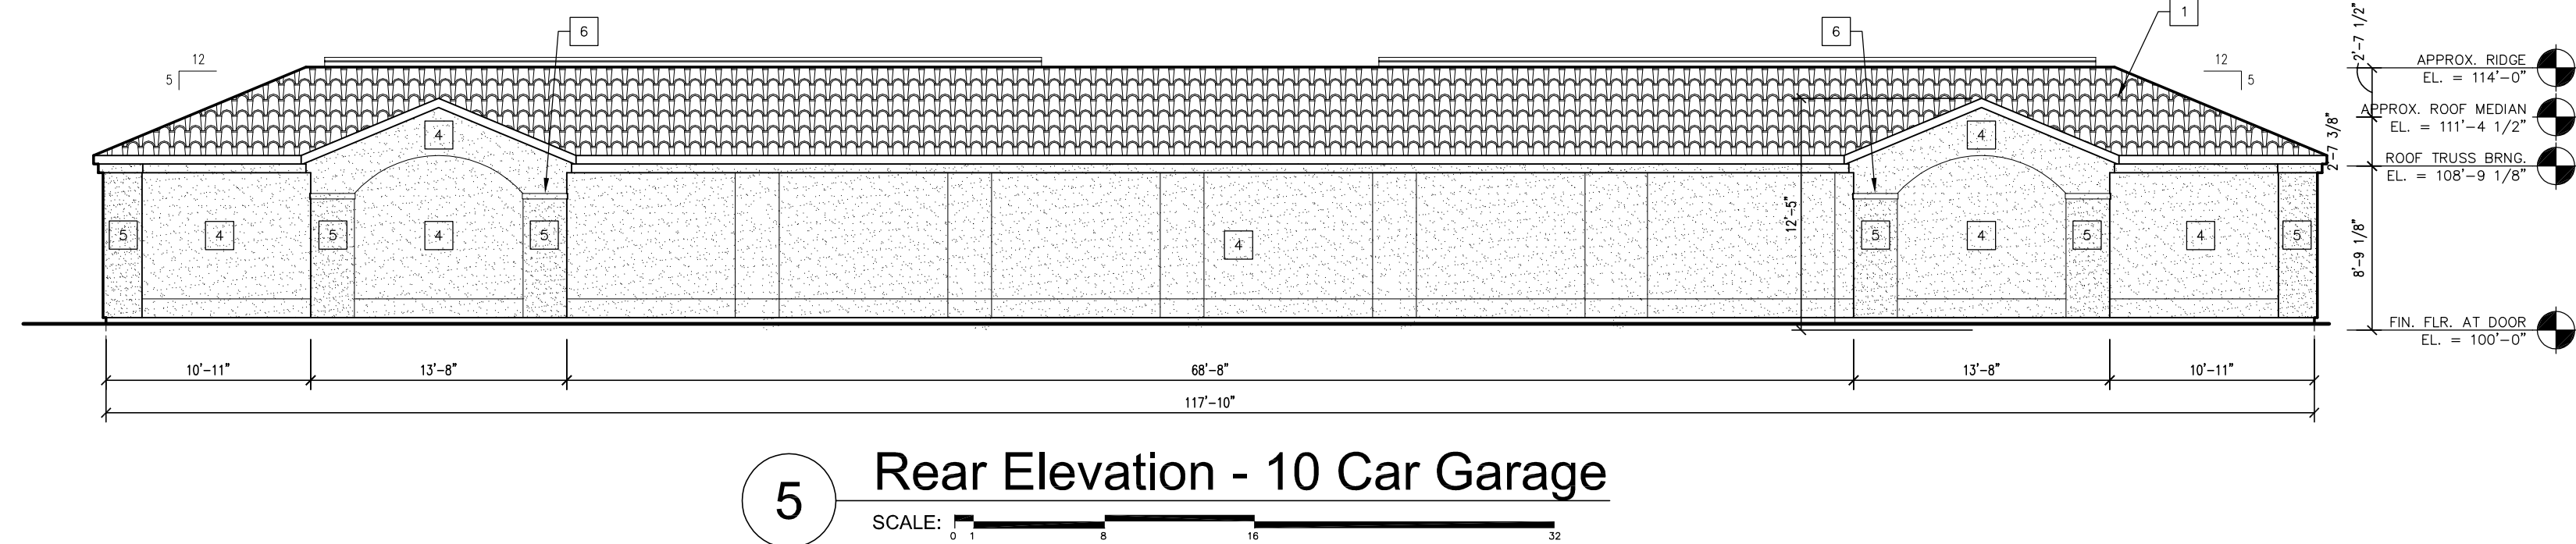 6
6
1
12
5
12
5
2'-7 1/2"
APPROX. RIDGE
EL. = 114'-0"
APPROX. ROOF MEDIAN
EL. = 111'-4 1/2"
2'-7 3/8"
ROOF TRUSS BRNG.
EL. = 108'-9 1/8"
8'-9 1/8"
FIN. FLR. AT DOOR
EL. = 100'-0"
4
4
12'-5"
5
4
5
4
5
4
5
4
5
4
5
10'-11"
13'-8"
68'-8"
13'-8"
10'-11"
117'-10"
5
Rear Elevation - 10 Car Garage
SCALE:
0 1 8 16 32